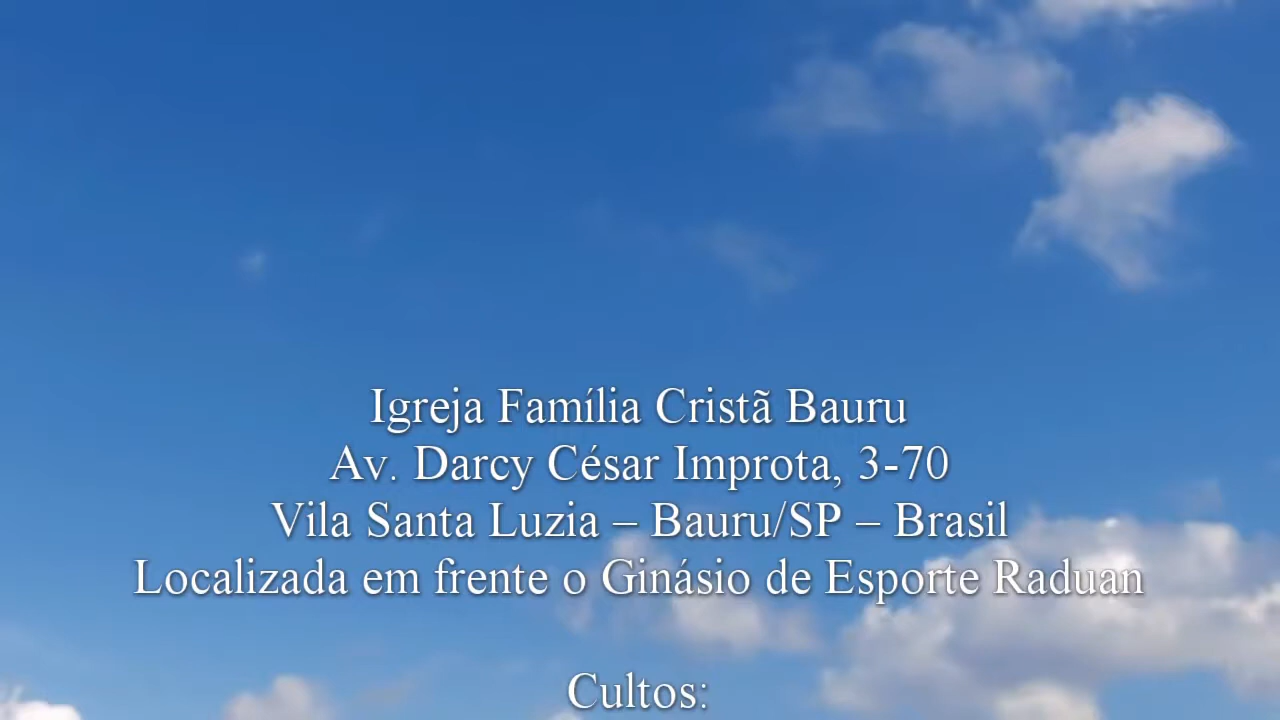 Igreja Família Cristã Bauru
Av. Darcy César Improta, 3-70
Vila Santa Luzia – Bauru/SP – Brasil
Localizada em frente o Ginásio de Esporte Raduan
Cultos: